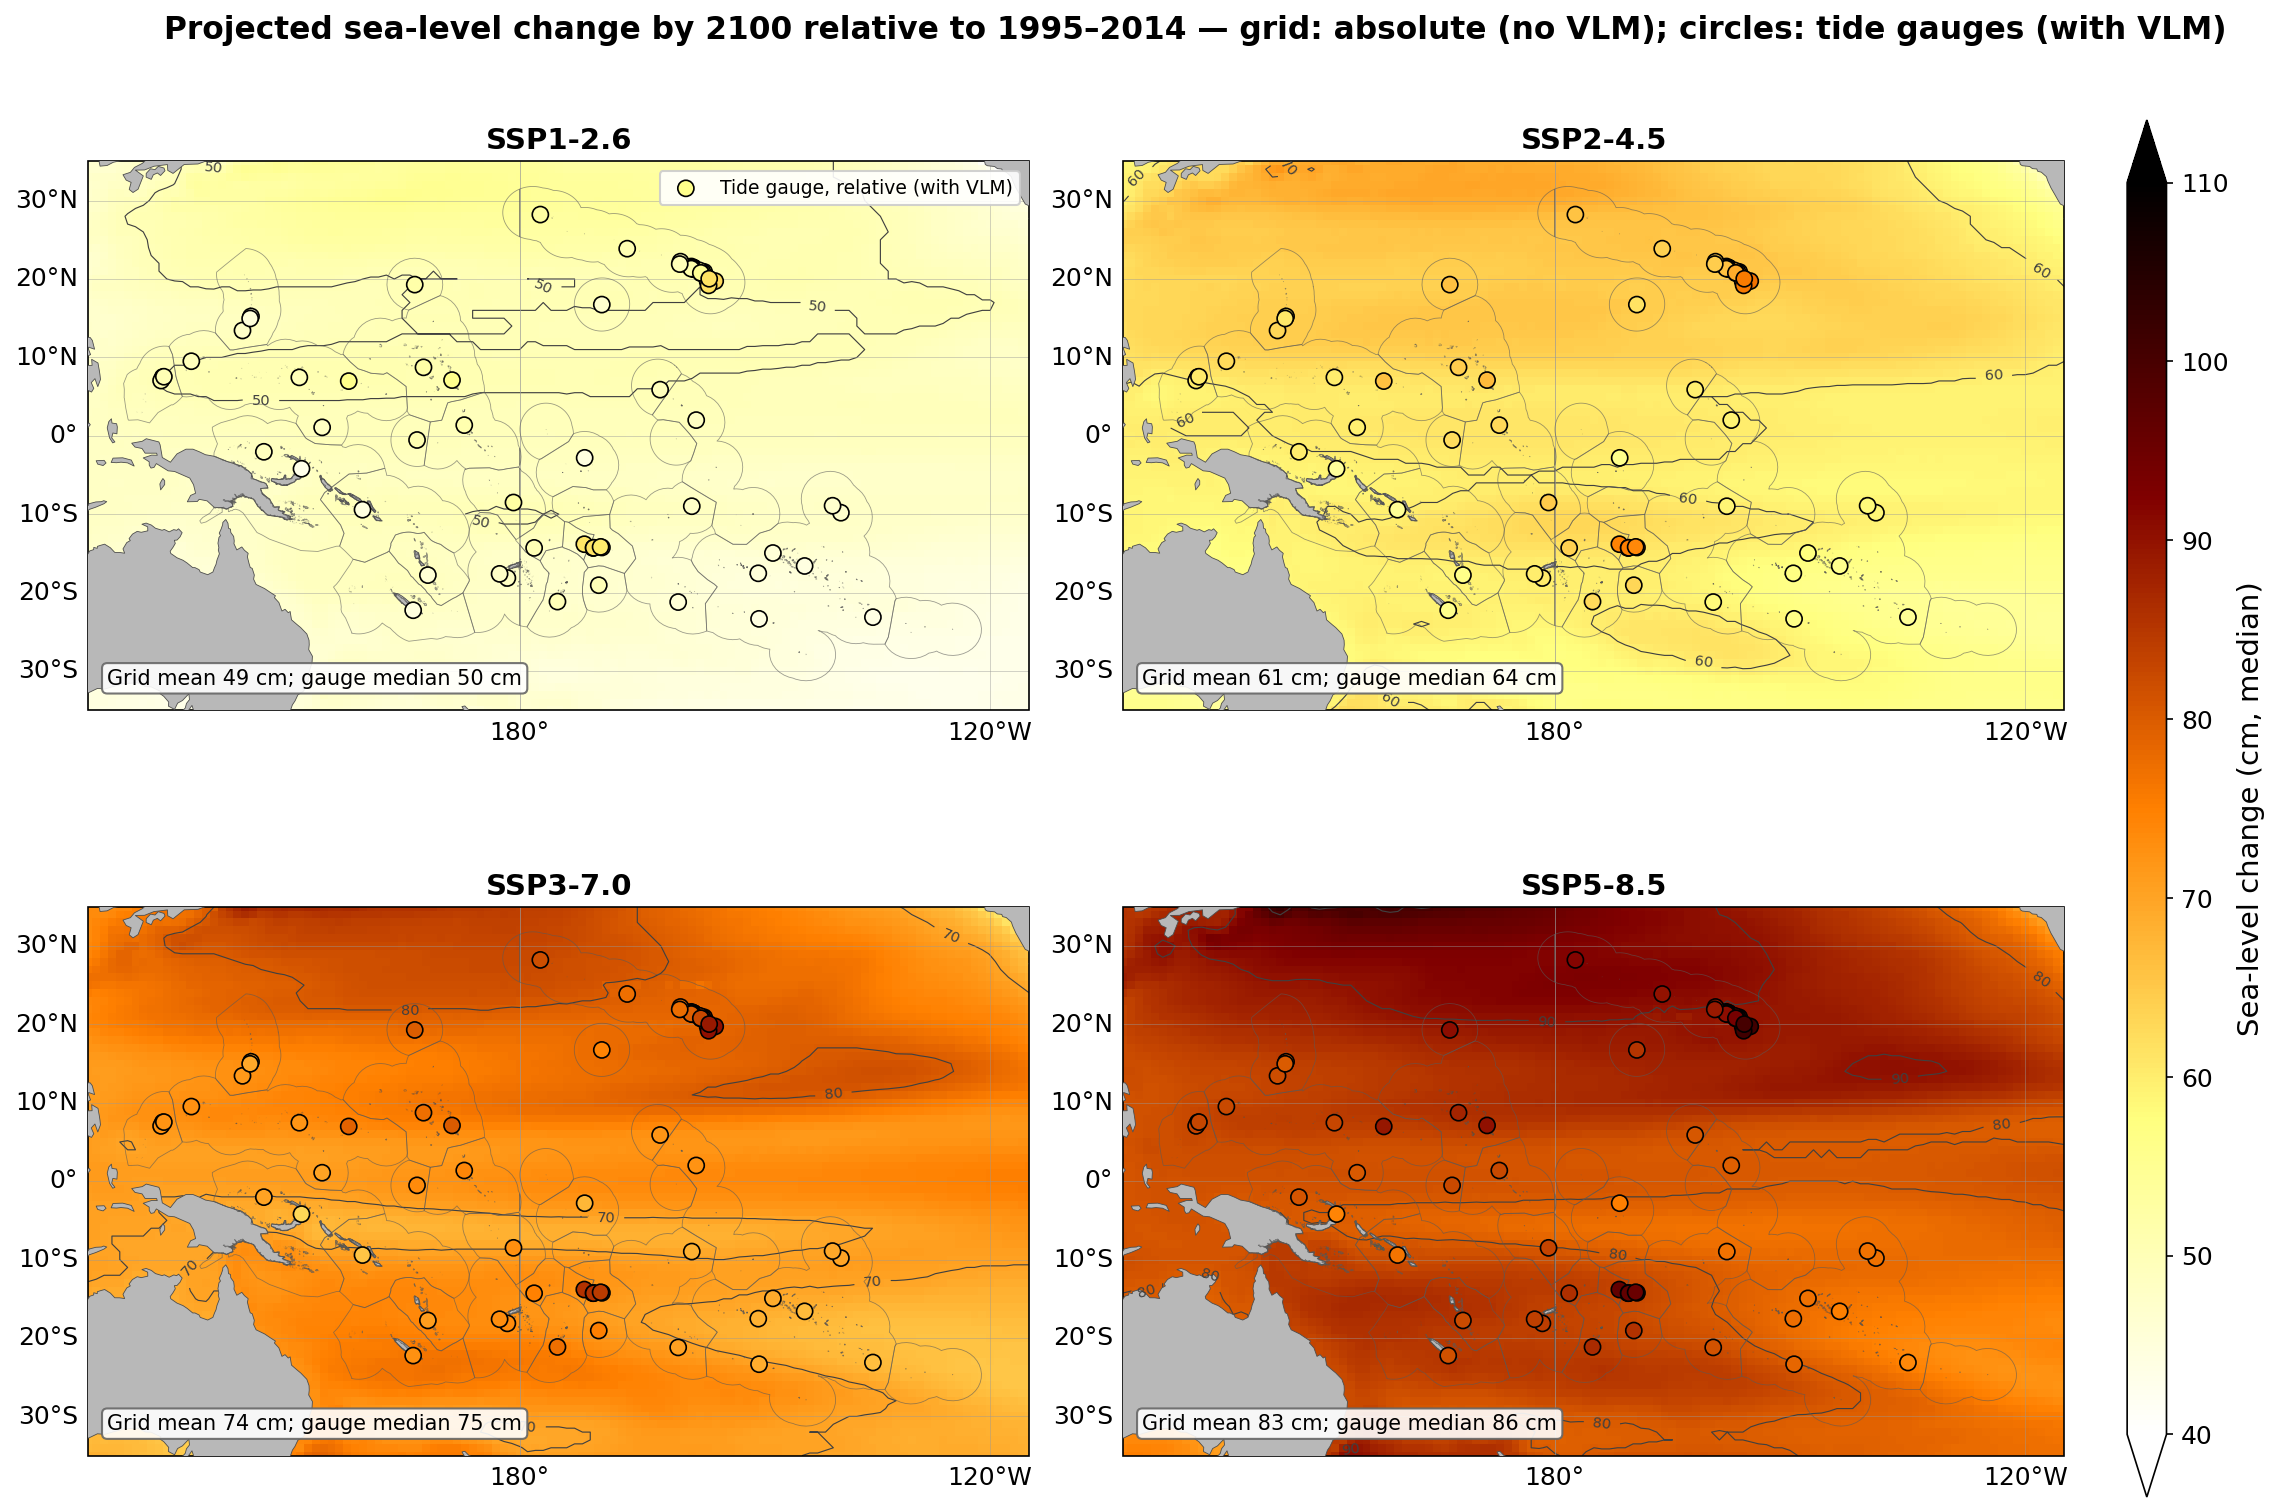 Projected sea-level change by 2100 relative to 1995–2014 — grid: absolute (no VLM); circles: tide gauges (with VLM)
SSP1-2.6
30°N
20°N
10°N
0°
10°S
20°S
30°S
50
50
50
50
50
Tide gauge, relative (with VLM)
Grid mean 49 cm; gauge median 50 cm
180°
120°W
SSP2-4.5
30°N
20°N
10°N
0°
10°S
20°S
30°S
60
70
60
60
60
60
60
60
Grid mean 61 cm; gauge median 64 cm
180°
120°W
SSP3-7.0
30°N
20°N
10°N
0°
10°S
20°S
30°S
70
80
80
70
70
70
Grid mean 74 cm; gauge median 75 cm
180°
120°W
SSP5-8.5
30°N
20°N
10°N
0°
10°S
20°S
30°S
80
90
90
80
80
80
80
80
Grid mean 83 cm; gauge median 86 cm
180°
120°W
110
100
90
80
70
60
50
40
Sea-level change (cm, median)